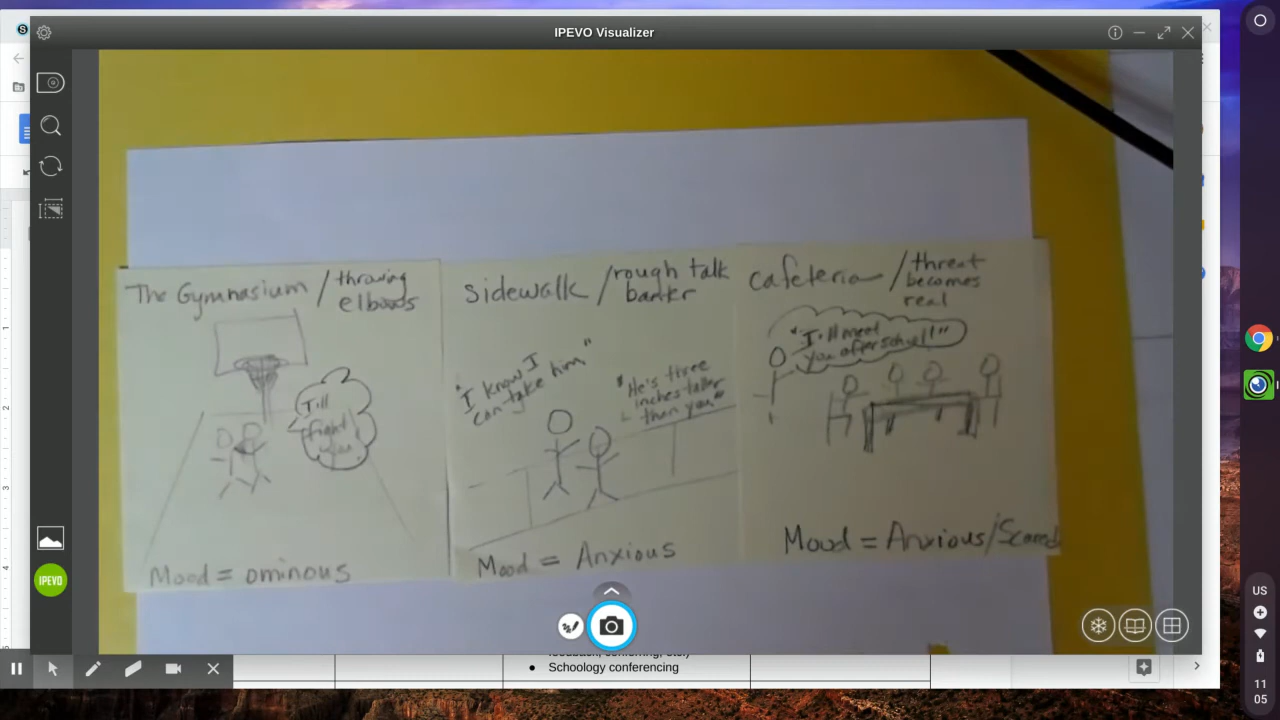 IPEVO Visualizer
The Gymnasium / throwing
elbows
I'll
fight
you!
Mood = ominous
Sidewalk / rough talk
banter
"I know I
can take him"
"He's three
inches taller
than you"
Mood = Anxious
Cafeteria / threat
becomes
real
"I'll meet
you after school!"
Mood = Anxious/Scared
IPEVO
Schoology conferencing
US
11
05